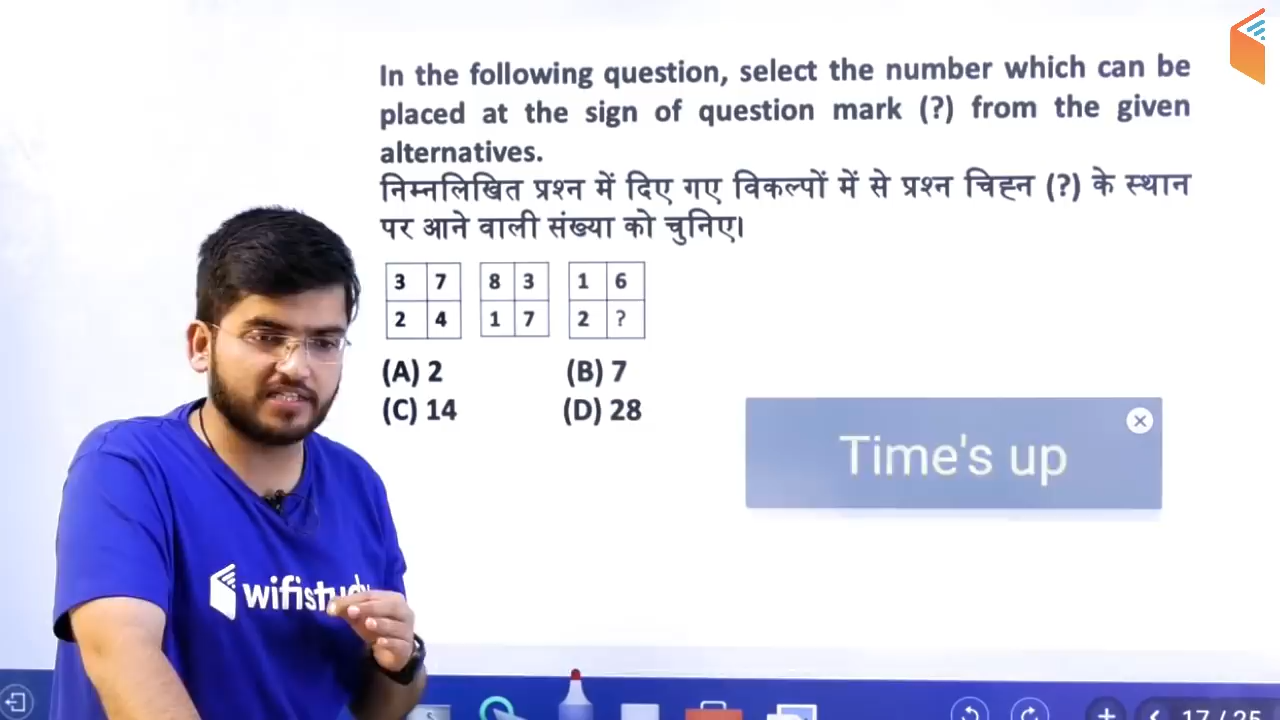 In the following question, select the number which can be
placed at the sign of question mark (?) from the given
alternatives.
निम्नलिखित प्रश्न में दिए गए विकल्पों में से प्रश्न चिह्न (?) के स्थान
पर आने वाली संख्या को चुनिए।
3 7 8 3 1 6
2 4 1 7 2 ?
(A) 2 (B) 7
(C) 14 (D) 28
Time's up
wifistudy
17 / 25